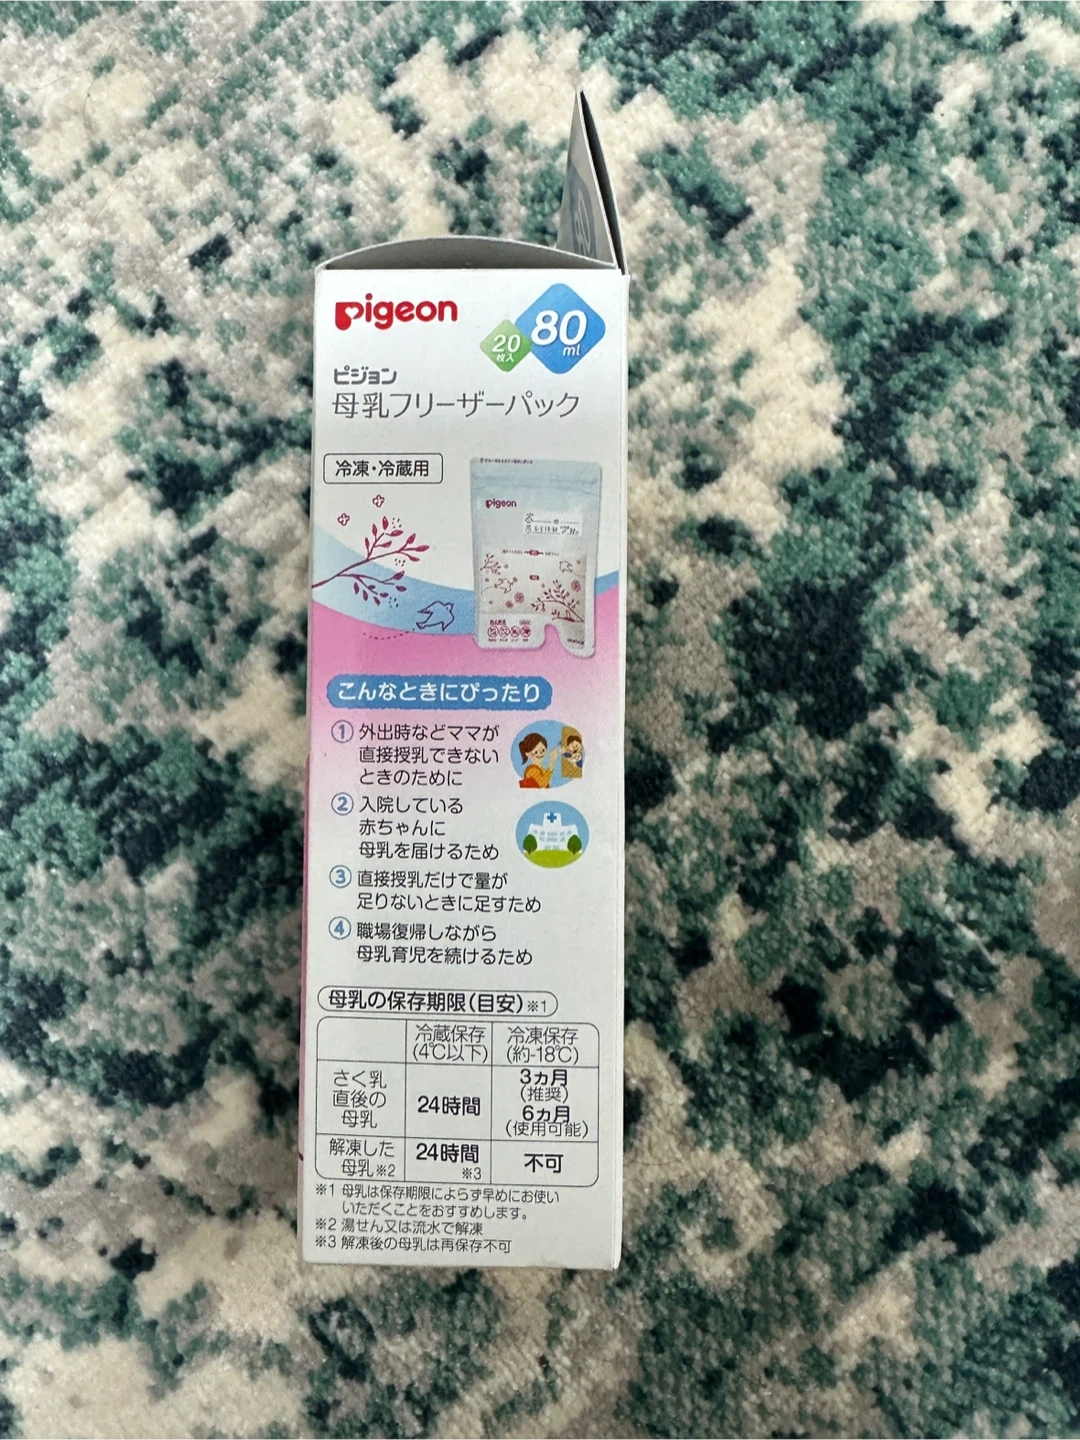 pigeon
20
枚入
80
ml
ピジョン
母乳フリーザーパック
冷凍・冷蔵用
pigeon
こんなときにぴったり
① 外出時などママが
直接授乳できない
ときのために
② 入院している
赤ちゃんに
母乳を届けるため
③ 直接授乳だけで量が
足りないときに足すため
④ 職場復帰しながら
母乳育児を続けるため
母乳の保存期限(目安)※1
冷蔵保存 冷凍保存
(4℃以下) (約-18℃)
さく乳
直後の
母乳
24時間
3カ月
(推奨)
6カ月
(使用可能)
解凍した
母乳※2
24時間
※3
不可
※1 母乳は保存期限によらず早めにお使い
いただくことをおすすめします。
※2 湯せん又は流水で解凍
※3 解凍後の母乳は再保存不可